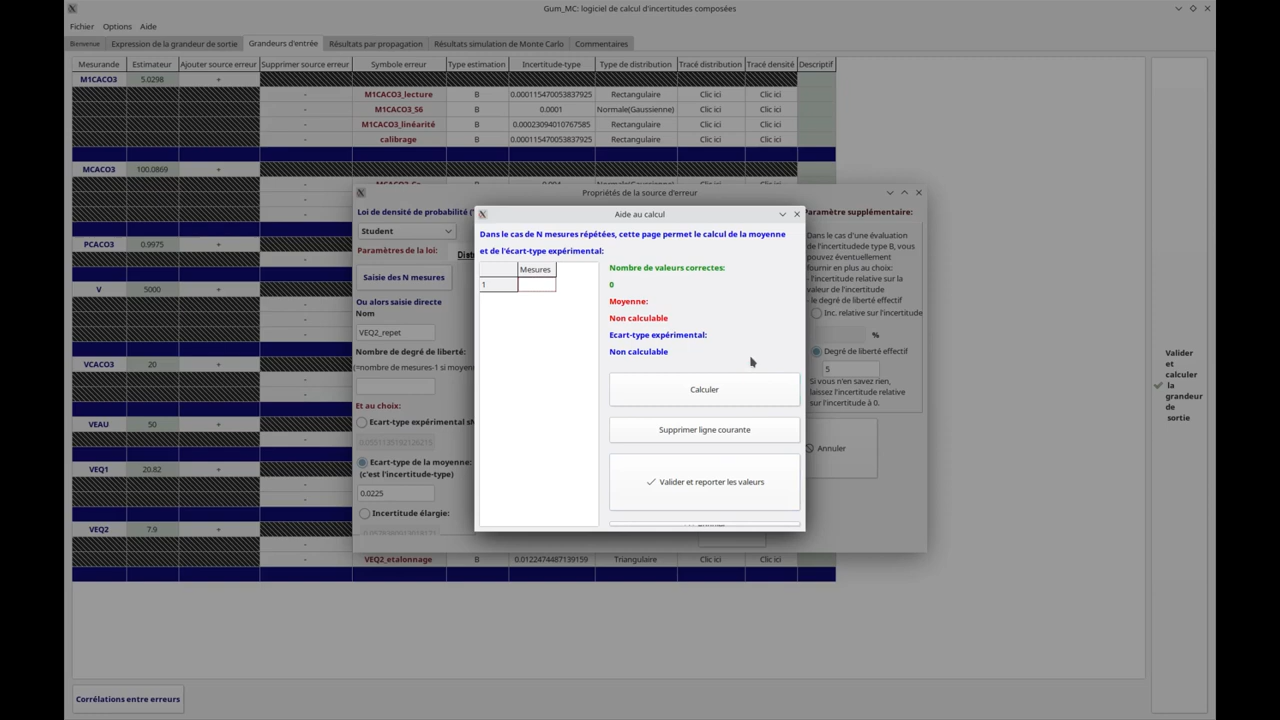 Gum_MC: logiciel de calcul d'incertitudes composées
Fichier Options Aide
Bienvenue Expression de la grandeur de sortie Grandeurs d'entrée Résultats par propagation Résultats simulation de Monte Carlo Commentaires
Mesurande Estimateur Ajouter source erreur Supprimer source erreur Symbole erreur Type estimation Incertitude-type Type de distribution Tracé distribution Tracé densité Descriptif
M1CACO3 5.0298 +
- M1CACO3_lecture B 0.000115470053837925 Rectangulaire Clic ici Clic ici
- M1CACO3_S6 B 0.0001 Normale(Gaussienne) Clic ici Clic ici
- M1CACO3_linéarité B 0.00023094010767585 Rectangulaire Clic ici Clic ici
- calibrage B 0.000115470053837925 Rectangulaire Clic ici Clic ici
MCACO3 100.0869 +
PCACO3 0.9975 +
V 5000 +
VCACO3 20 +
VEAU 50 +
VEQ1 20.82 +
VEQ2 7.9 +
- VEQ2_etalonnage B 0.0122474487139159 Triangulaire Clic ici Clic ici
Corrélations entre erreurs
Valider
et
calculer
la
grandeur
de
sortie
Propriétés de la source d'erreur
Loi de densité de probabilité
Student
Paramètres de la loi:
Saisie des N mesures
Ou alors saisie directe
Nom
VEQ2_repet
Nombre de degré de liberté:
(=nombre de mesures-1 si
Et au choix:
Ecart-type expérimental
Ecart-type de la moyenne:
(c'est l'incertitude-type)
0.0225
Incertitude élargie:
Paramètre supplémentaire:
Dans le cas d'une évaluation
de l'incertitudede type B, vous
pouvez éventuellement
fournir en plus au choix:
- l'incertitude relative sur la
valeur de l'incertitude
- le degré de liberté effectif
Inc. relative sur l'incertitude
%
Degré de liberté effectif
5
Si vous n'en savez rien,
laissez l'incertitude relative
sur l'incertitude à 0.
Annuler
Aide au calcul
Dans le cas de N mesures répétées, cette page permet le calcul de la moyenne
et de l'écart-type expérimental:
Mesures
1
Nombre de valeurs correctes:
0
Moyenne:
Non calculable
Ecart-type expérimental:
Non calculable
Calculer
Supprimer ligne courante
Valider et reporter les valeurs